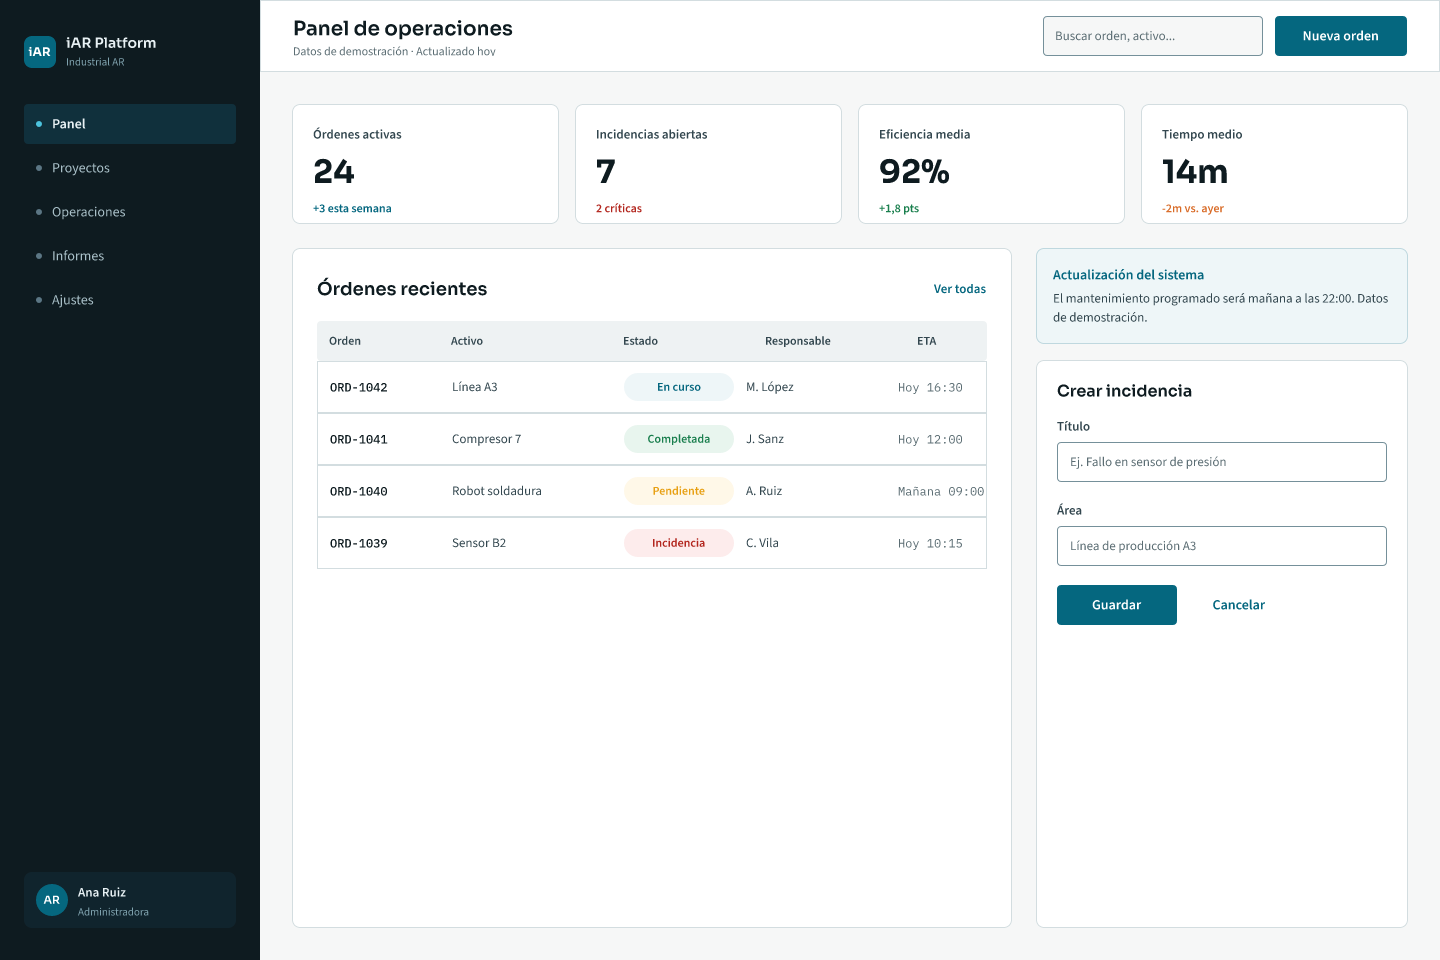 iAR
iAR Platform
Industrial AR
Panel
Proyectos
Operaciones
Informes
Ajustes
AR
Ana Ruiz
Administradora
Panel de operaciones
Datos de demostración · Actualizado hoy
Buscar orden, activo...
Nueva orden
Órdenes activas
24
+3 esta semana
Incidencias abiertas
7
2 críticas
Eficiencia media
92%
+1,8 pts
Tiempo medio
14m
-2m vs. ayer
Órdenes recientes
Ver todas
Orden Activo Estado Responsable ETA
ORD-1042 Línea A3 En curso M. López Hoy 16:30
ORD-1041 Compresor 7 Completada J. Sanz Hoy 12:00
ORD-1040 Robot soldadura Pendiente A. Ruiz Mañana 09:00
ORD-1039 Sensor B2 Incidencia C. Vila Hoy 10:15
Actualización del sistema
El mantenimiento programado será mañana a las 22:00. Datos
de demostración.
Crear incidencia
Título
Ej. Fallo en sensor de presión
Área
Línea de producción A3
Guardar
Cancelar